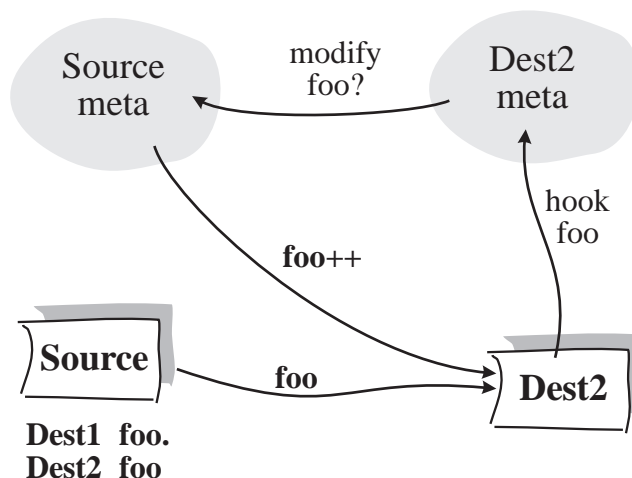 Source
meta
modify
foo?
Dest2
meta
hook
foo
foo++
Source
foo
Dest2
Dest1 foo.
Dest2 foo